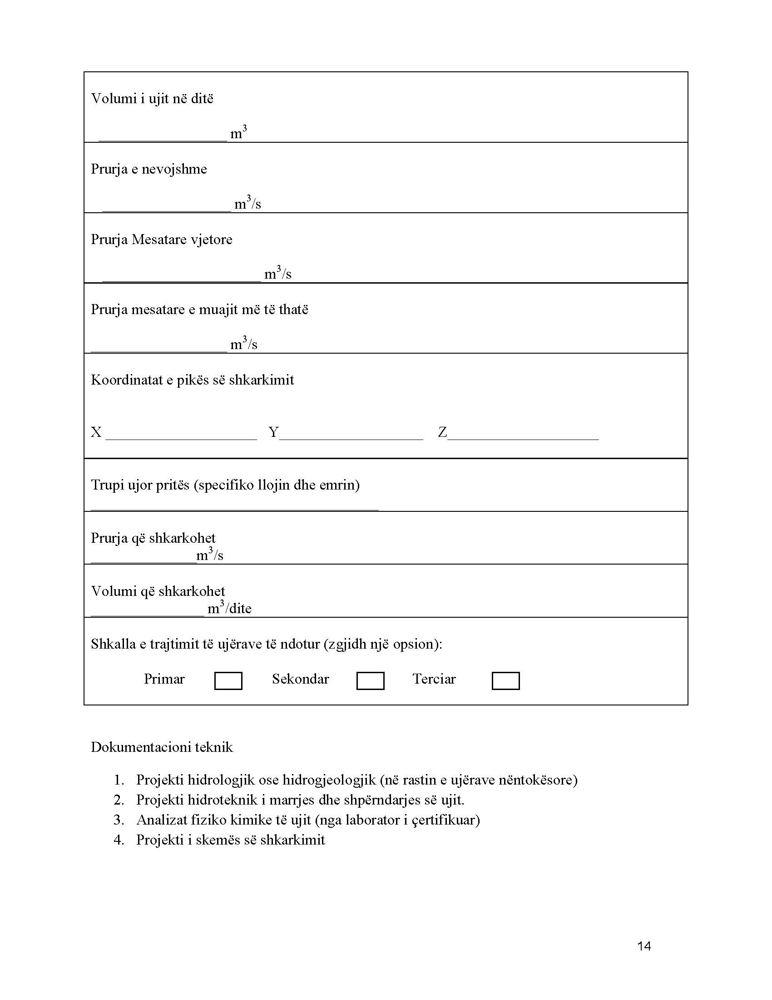 Volumi i ujit në ditë
_________________ m³
Prurja e nevojshme
_________________ m³/s
Prurja Mesatare vjetore
_____________________ m³/s
Prurja mesatare e muajit më të thatë
__________________ m³/s
Koordinatat e pikës së shkarkimit
X ____________________ Y___________________ Z____________________
Trupi ujor pritës (specifiko llojin dhe emrin)
______________________________________
Prurja që shkarkohet
______________m³/s
Volumi që shkarkohet
_______________ m³/dite
Shkalla e trajtimit të ujërave të ndotur (zgjidh një opsion):
Primar Sekondar Terciar
Dokumentacioni teknik
1. Projekti hidrologjik ose hidrogjeologjik (në rastin e ujërave nëntokësore)
2. Projekti hidroteknik i marrjes dhe shpërndarjes së ujit.
3. Analizat fiziko kimike të ujit (nga laborator i çertifikuar)
4. Projekti i skemës së shkarkimit
14